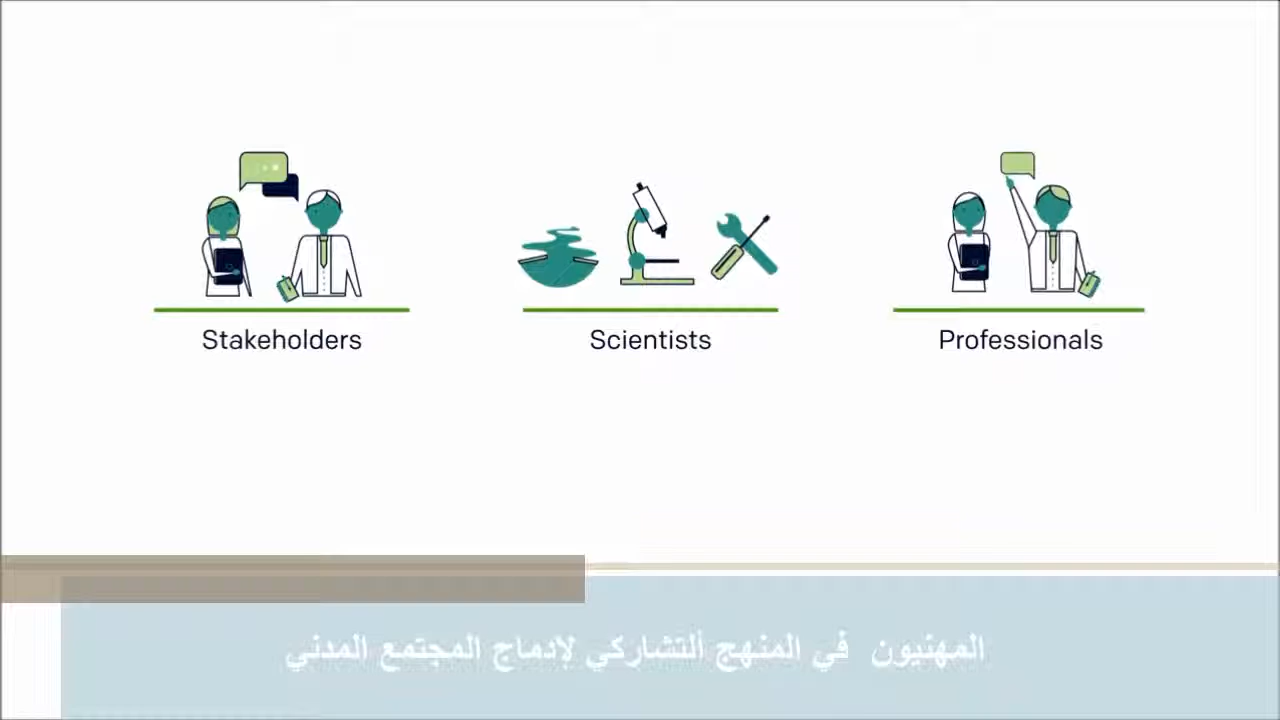 Stakeholders
Scientists
Professionals
المهنيون في المنهج ألتشاركي لإدماج المجتمع المدني